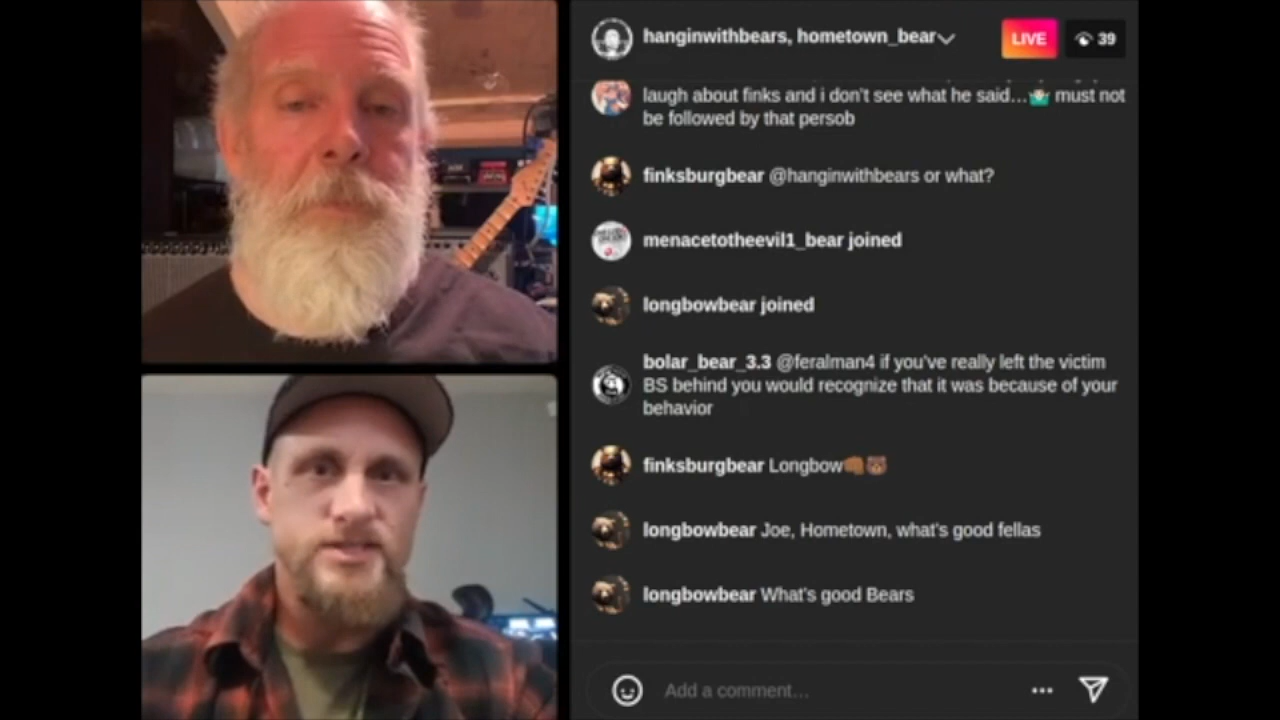 hanginwithbears, hometown_bear
LIVE
39
laugh about finks and i don't see what he said...🤷🏻‍♂️ must not
be followed by that persob
finksburgbear @hanginwithbears or what?
menacetotheevil1_bear joined
longbowbear joined
bolar_bear_3.3 @feralman4 if you've really left the victim
BS behind you would recognize that it was because of your
behavior
finksburgbear Longbow👊🏾🐻
longbowbear Joe, Hometown, what's good fellas
longbowbear What's good Bears
Add a comment...